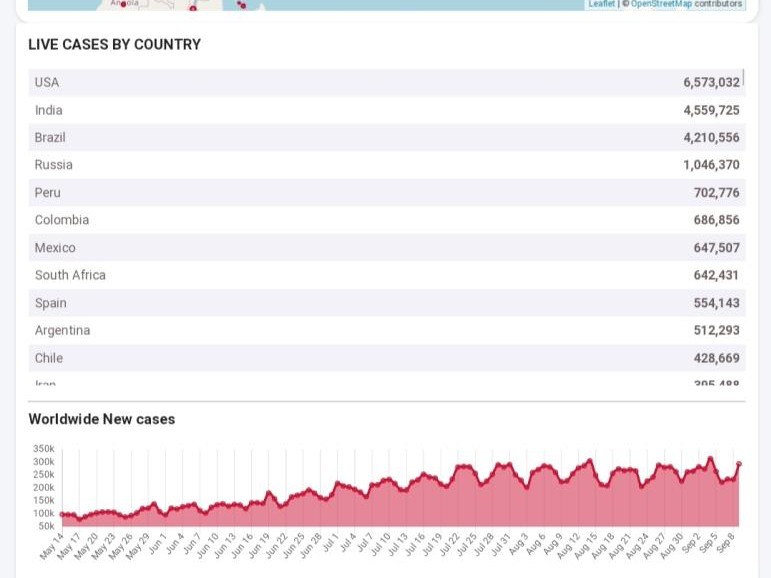 Angola
Leaflet | © OpenStreetMap contributors
LIVE CASES BY COUNTRY
USA 6,573,032
India 4,559,725
Brazil 4,210,556
Russia 1,046,370
Peru 702,776
Colombia 686,856
Mexico 647,507
South Africa 642,431
Spain 554,143
Argentina 512,293
Chile 428,669
Iran 395,488
Worldwide New cases
350k
300k
250k
200k
150k
100k
50k
May 14 May 17 May 20 May 23 May 26 May 29 Jun 1 Jun 4 Jun 7 Jun 10 Jun 13 Jun 16 Jun 19 Jun 22 Jun 25 Jun 28 Jul 1 Jul 4 Jul 7 Jul 10 Jul 13 Jul 16 Jul 19 Jul 22 Jul 25 Jul 28 Jul 31 Aug 3 Aug 6 Aug 9 Aug 12 Aug 15 Aug 18 Aug 21 Aug 24 Aug 27 Aug 30 Sep 2 Sep 5 Sep 8